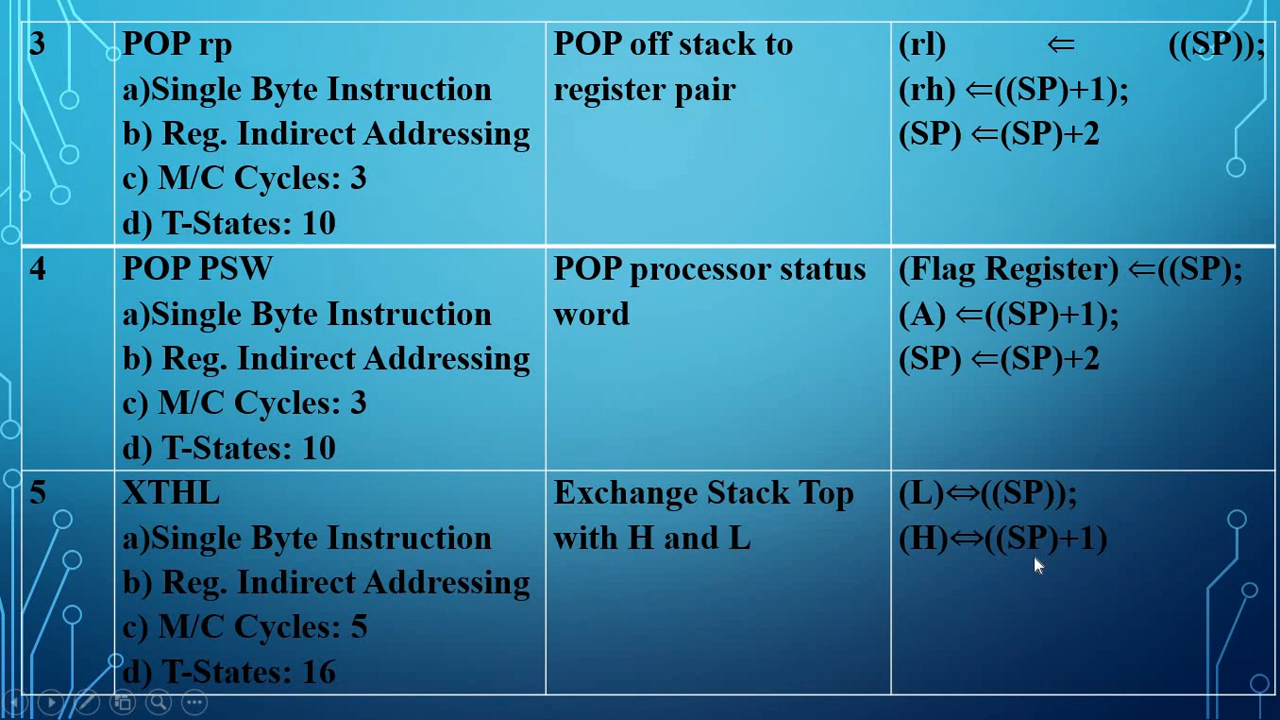 3
POP rp
a)Single Byte Instruction
b) Reg. Indirect Addressing
c) M/C Cycles: 3
d) T-States: 10
POP off stack to
register pair
(rl) ⇐ ((SP));
(rh) ⇐((SP)+1);
(SP) ⇐(SP)+2
4
POP PSW
a)Single Byte Instruction
b) Reg. Indirect Addressing
c) M/C Cycles: 3
d) T-States: 10
POP processor status
word
(Flag Register) ⇐((SP);
(A) ⇐((SP)+1);
(SP) ⇐(SP)+2
5
XTHL
a)Single Byte Instruction
b) Reg. Indirect Addressing
c) M/C Cycles: 5
d) T-States: 16
Exchange Stack Top
with H and L
(L)⇔((SP));
(H)⇔((SP)+1)